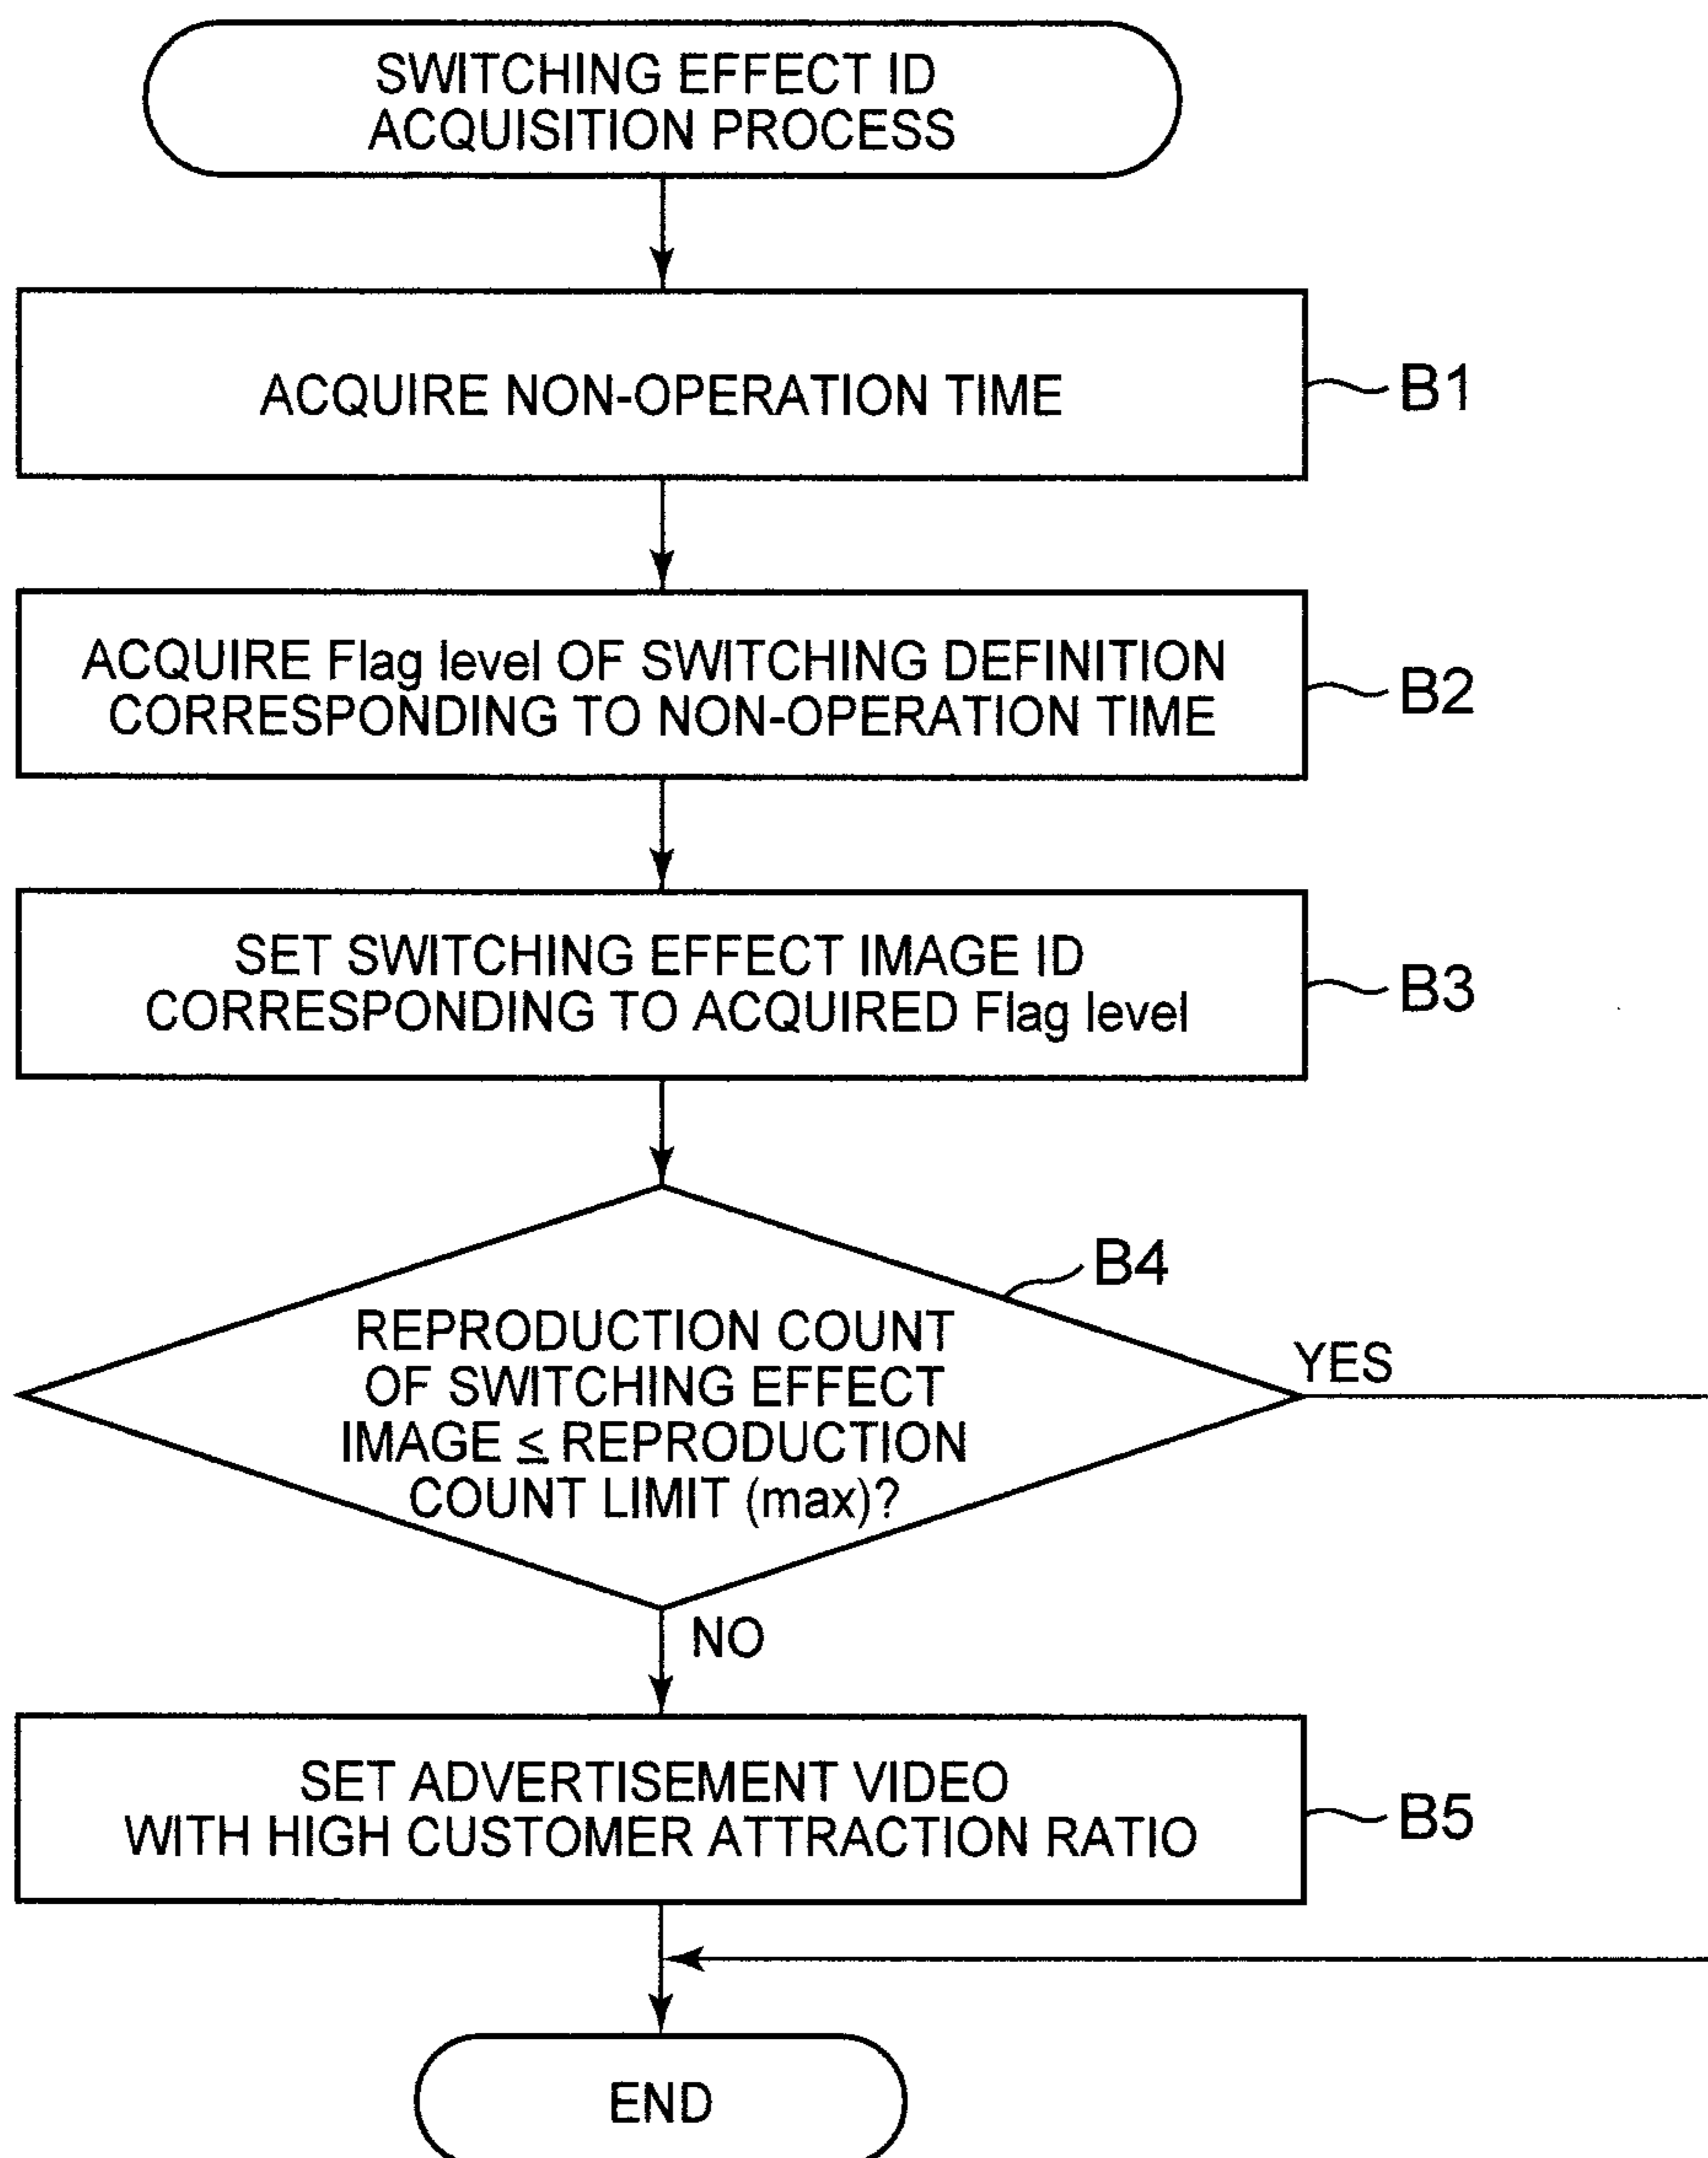 SWITCHING EFFECT ID
ACQUISITION PROCESS
ACQUIRE NON-OPERATION TIME
B1
ACQUIRE Flag level OF SWITCHING DEFINITION
CORRESPONDING TO NON-OPERATION TIME
B2
SET SWITCHING EFFECT IMAGE ID
CORRESPONDING TO ACQUIRED Flag level
B3
B4
REPRODUCTION COUNT
OF SWITCHING EFFECT
IMAGE ≤ REPRODUCTION
COUNT LIMIT (max)?
YES
NO
SET ADVERTISEMENT VIDEO
WITH HIGH CUSTOMER ATTRACTION RATIO
B5
END